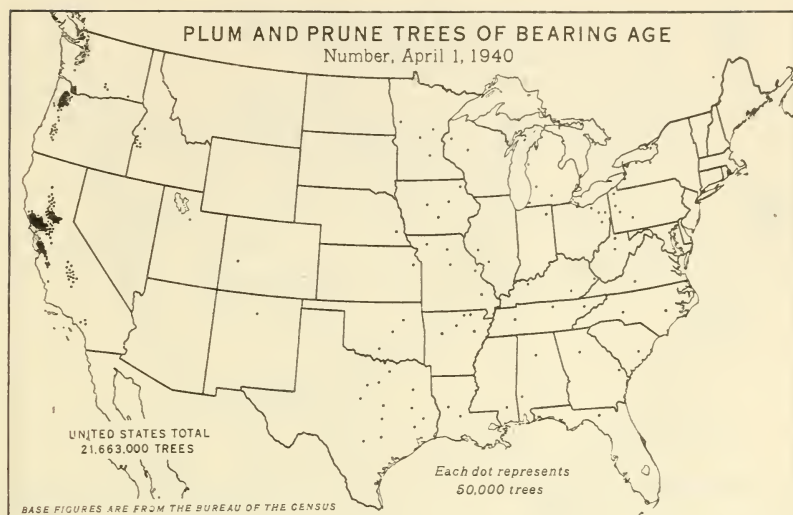 PLUM AND PRUNE TREES OF BEARING AGE
Number, April 1, 1940
UNITED STATES TOTAL
21,663,000 TREES
Each dot represents
50,000 trees
BASE FIGURES ARE FROM THE BUREAU OF THE CENSUS